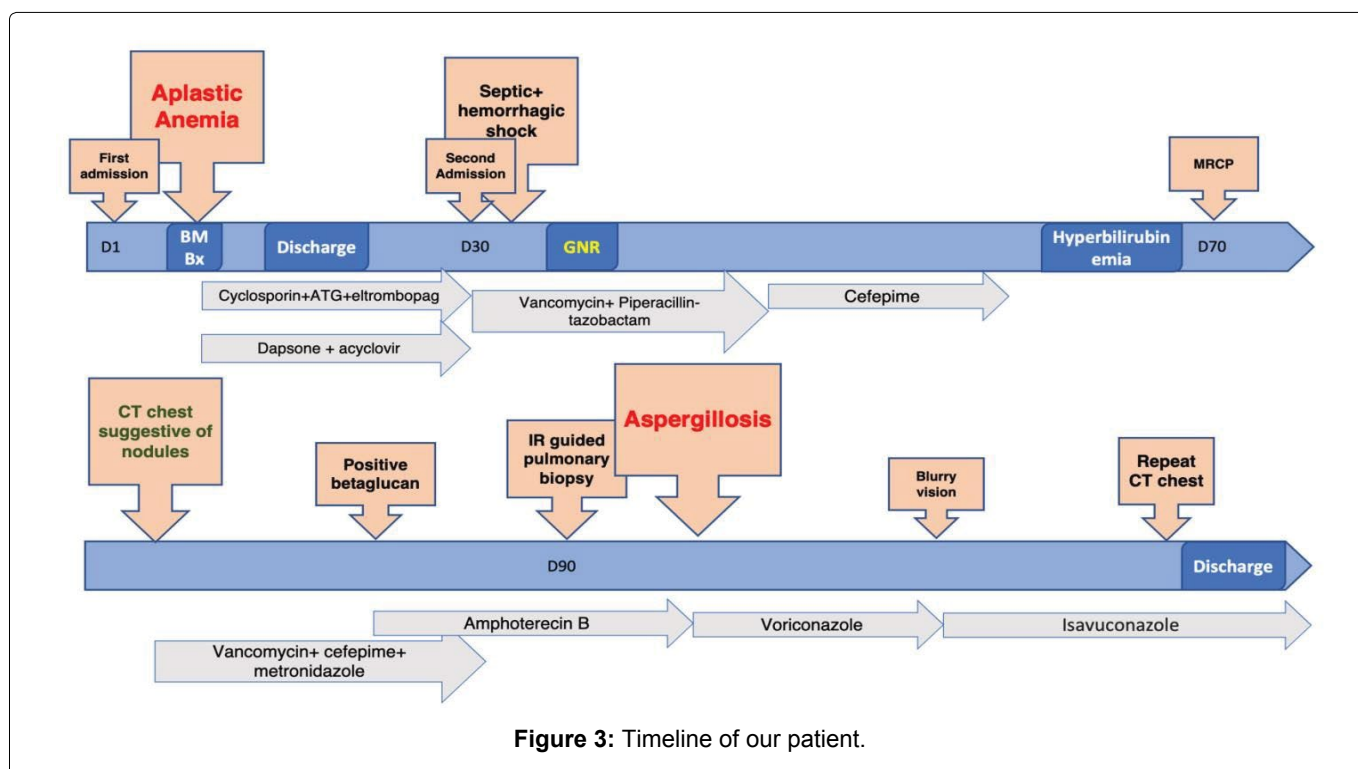 Aplastic
Anemia
Septic+
hemorrhagic
shock
First
admission
Second
Admission
MRCP
D1
BM
Bx
Discharge
D30
GNR
Hyperbilirubin
emia
D70
Cyclosporin+ATG+eltrombopag
Vancomycin+ Piperacillin-
tazobactam
Cefepime
Dapsone + acyclovir
CT chest
suggestive of
nodules
Positive
betaglucan
IR guided
pulmonary
biopsy
Aspergillosis
Blurry
vision
Repeat
CT chest
D90
Discharge
Amphoterecin B
Voriconazole
Isavuconazole
Vancomycin+ cefepime+
metronidazole
Figure 3: Timeline of our patient.